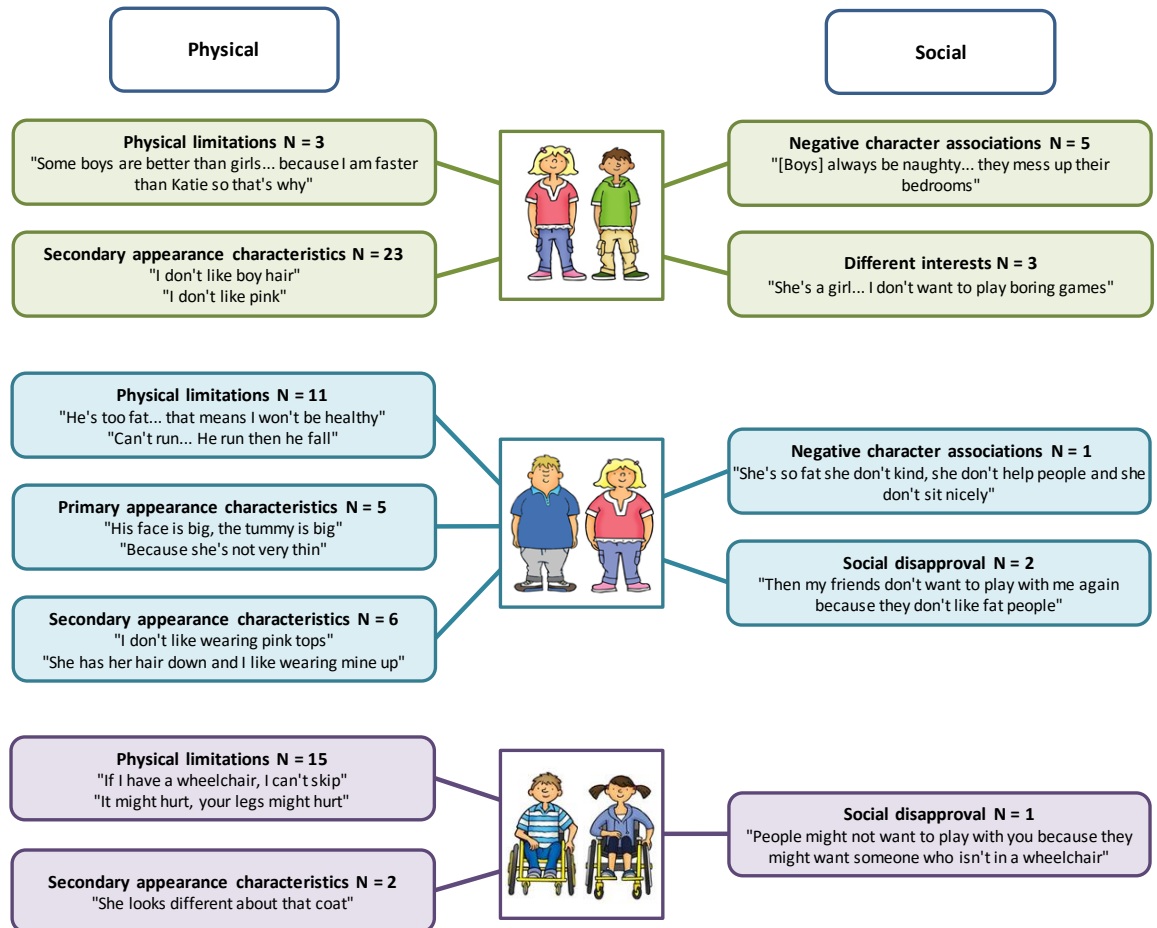 Physical
Social
Physical limitations N = 3
"Some boys are better than girls... because I am faster
than Katie so that's why"
Secondary appearance characteristics N = 23
"I don't like boy hair"
"I don't like pink"
Negative character associations N = 5
"[Boys] always be naughty... they mess up their
bedrooms"
Different interests N = 3
"She's a girl... I don't want to play boring games"
Physical limitations N = 11
"He's too fat... that means I won't be healthy"
"Can't run... He run then he fall"
Primary appearance characteristics N = 5
"His face is big, the tummy is big"
"Because she's not very thin"
Secondary appearance characteristics N = 6
"I don't like wearing pink tops"
"She has her hair down and I like wearing mine up"
Negative character associations N = 1
"She's so fat she don't kind, she don't help people and she
don't sit nicely"
Social disapproval N = 2
"Then my friends don't want to play with me again
because they don't like fat people"
Physical limitations N = 15
"If I have a wheelchair, I can't skip"
"It might hurt, your legs might hurt"
Secondary appearance characteristics N = 2
"She looks different about that coat"
Social disapproval N = 1
"People might not want to play with you because they
might want someone who isn't in a wheelchair"